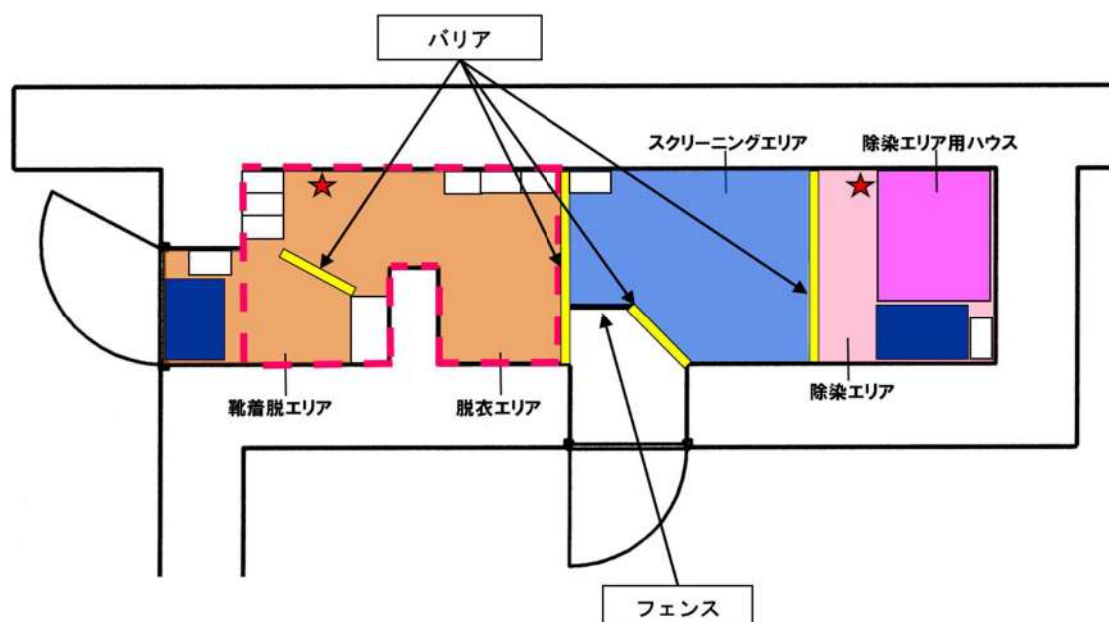 バリア
スクリーニングエリア
除染エリア用ハウス
靴着脱エリア
脱衣エリア
除染エリア
フェンス